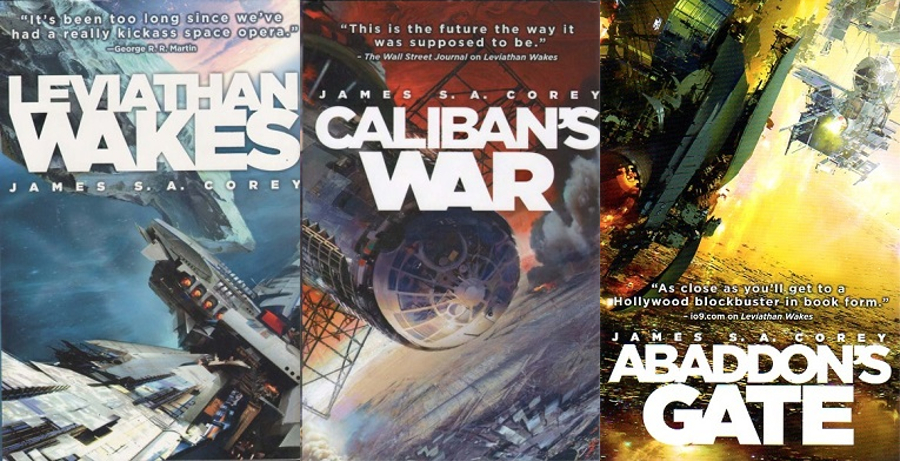 “It’s been too long since we’ve
had a really kickass space opera.”
—George R. R. Martin
LEVIATHAN
WAKES
JAMES S. A. COREY
“This is the future the way it
was supposed to be.”
– The Wall Street Journal on Leviathan Wakes
JAMES S. A. COREY
CALIBAN’S
WAR
“As close as you’ll get to a
Hollywood blockbuster in book form.”
– io9.com on Leviathan Wakes
JAMES S. A. COREY
ABADDON’S
GATE